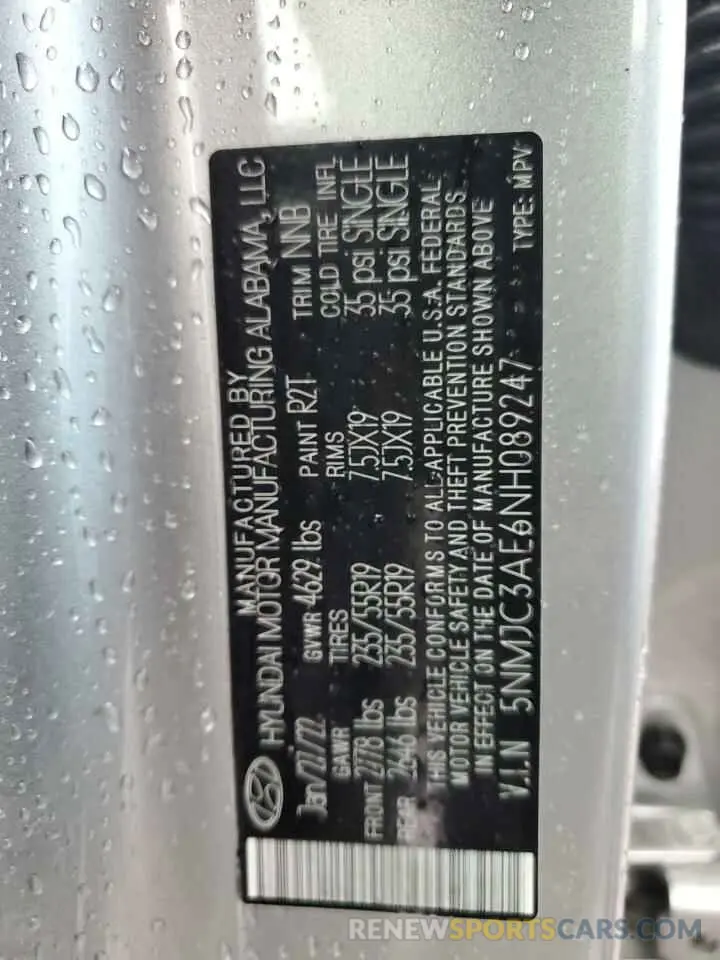 MANUFACTURED BY
HYUNDAI MOTOR MANUFACTURING ALABAMA, LLC
Jan/27/22 GVWR 4629 lbs PAINT R2T TRIM NNB
GAWR TIRES RIMS COLD TIRE INFL
FRONT 2778 lbs 235/55R19 7.5JX19 35 psi SINGLE
REAR 2646 lbs 235/55R19 7.5JX19 35 psi SINGLE
THIS VEHICLE CONFORMS TO ALL APPLICABLE U.S.A. FEDERAL
MOTOR VEHICLE SAFETY AND THEFT PREVENTION STANDARDS
IN EFFECT ON THE DATE OF MANUFACTURE SHOWN ABOVE
V.I.N 5NMJC3AE6NH089247 TYPE: MPV
RENEWSPORTSCARS.COM